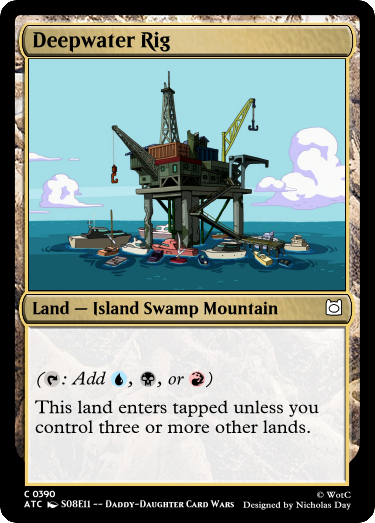 Deepwater Rig
Land — Island Swamp Mountain
(: Add , , or )
This land enters tapped unless you
control three or more other lands.
C 0390
© WotC
ATC S08E11 -- Daddy-Daughter Card Wars
Designed by Nicholas Day